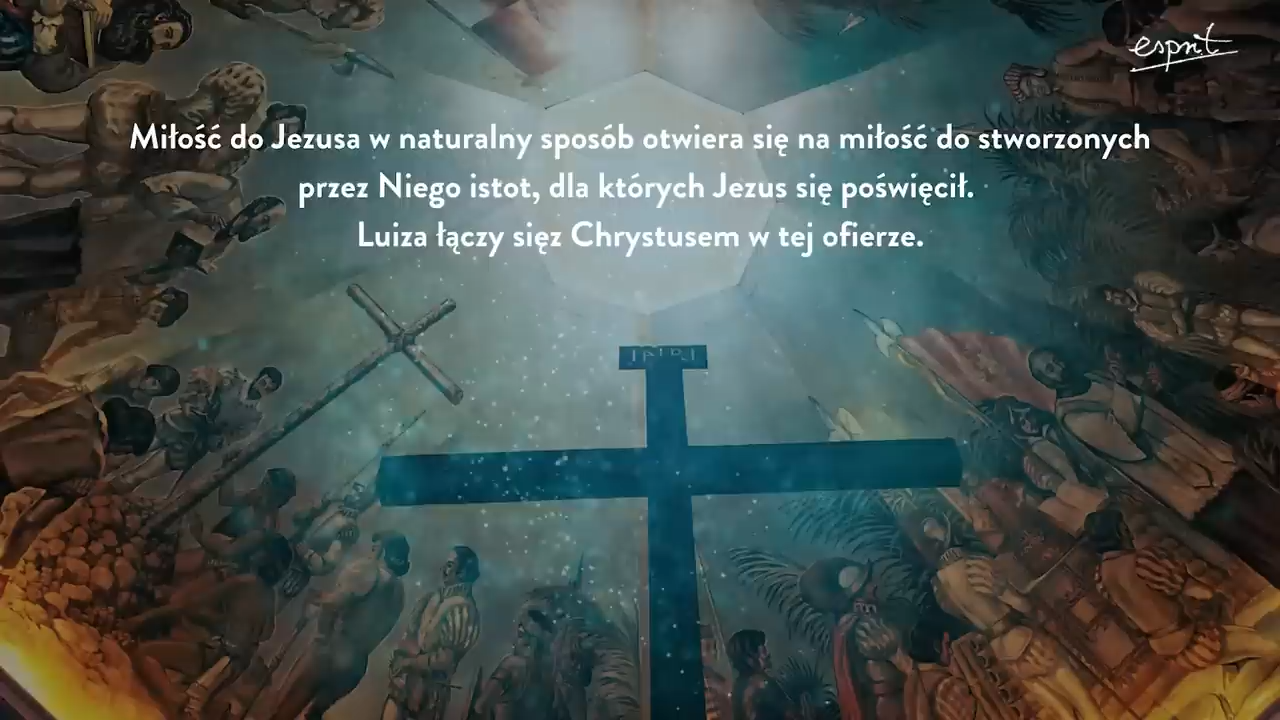 esprit
Miłość do Jezusa w naturalny sposób otwiera się na miłość do stworzonych
przez Niego istot, dla których Jezus się poświęcił.
Luiza łączy sięz Chrystusem w tej ofierze.